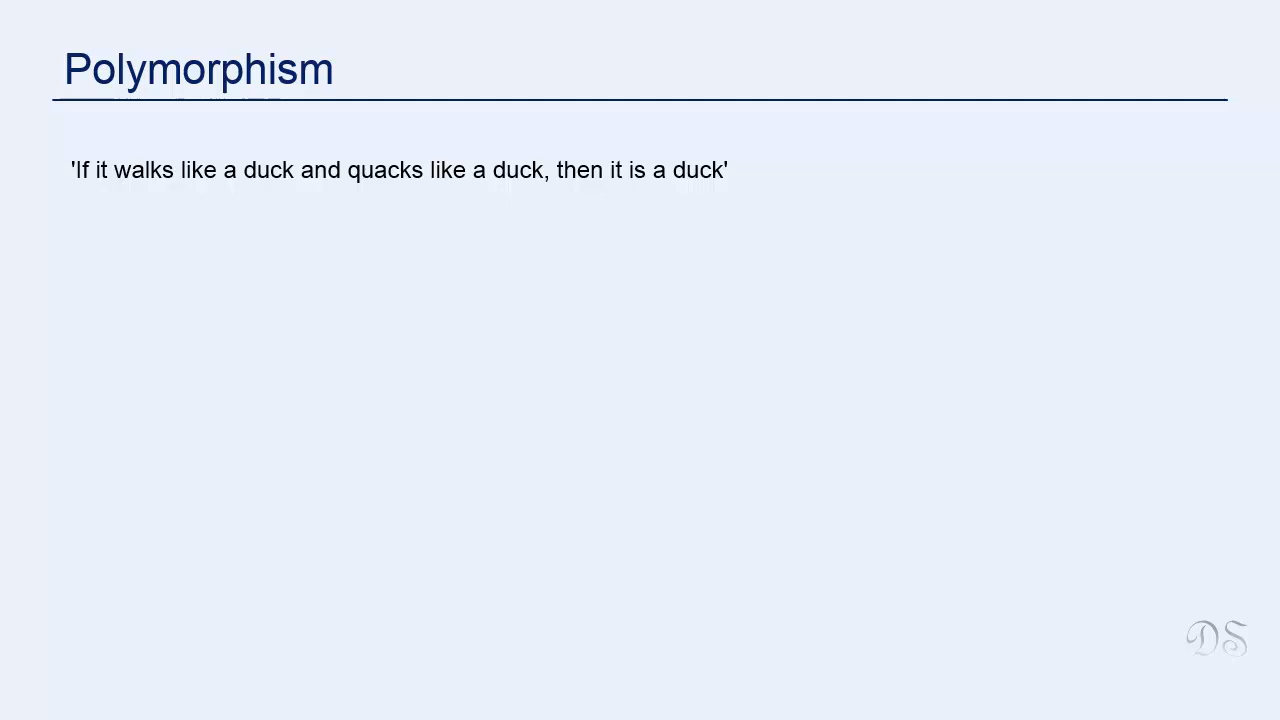 Polymorphism
'If it walks like a duck and quacks like a duck, then it is a duck'
DS